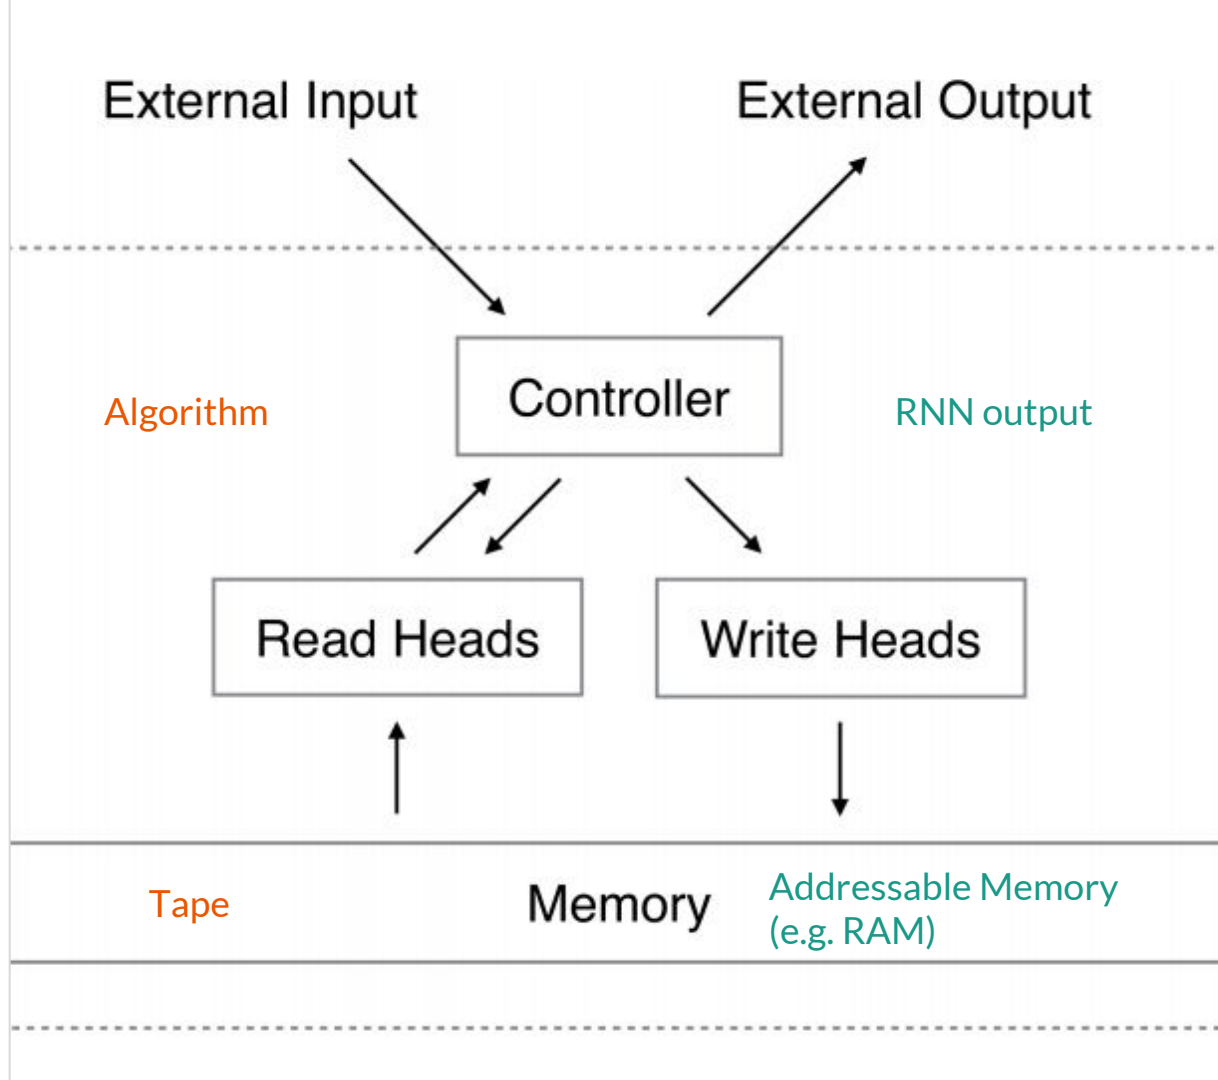 External Input
External Output
Controller
Algorithm
RNN output
Read Heads
Write Heads
Tape
Memory
Addressable Memory
(e.g. RAM)